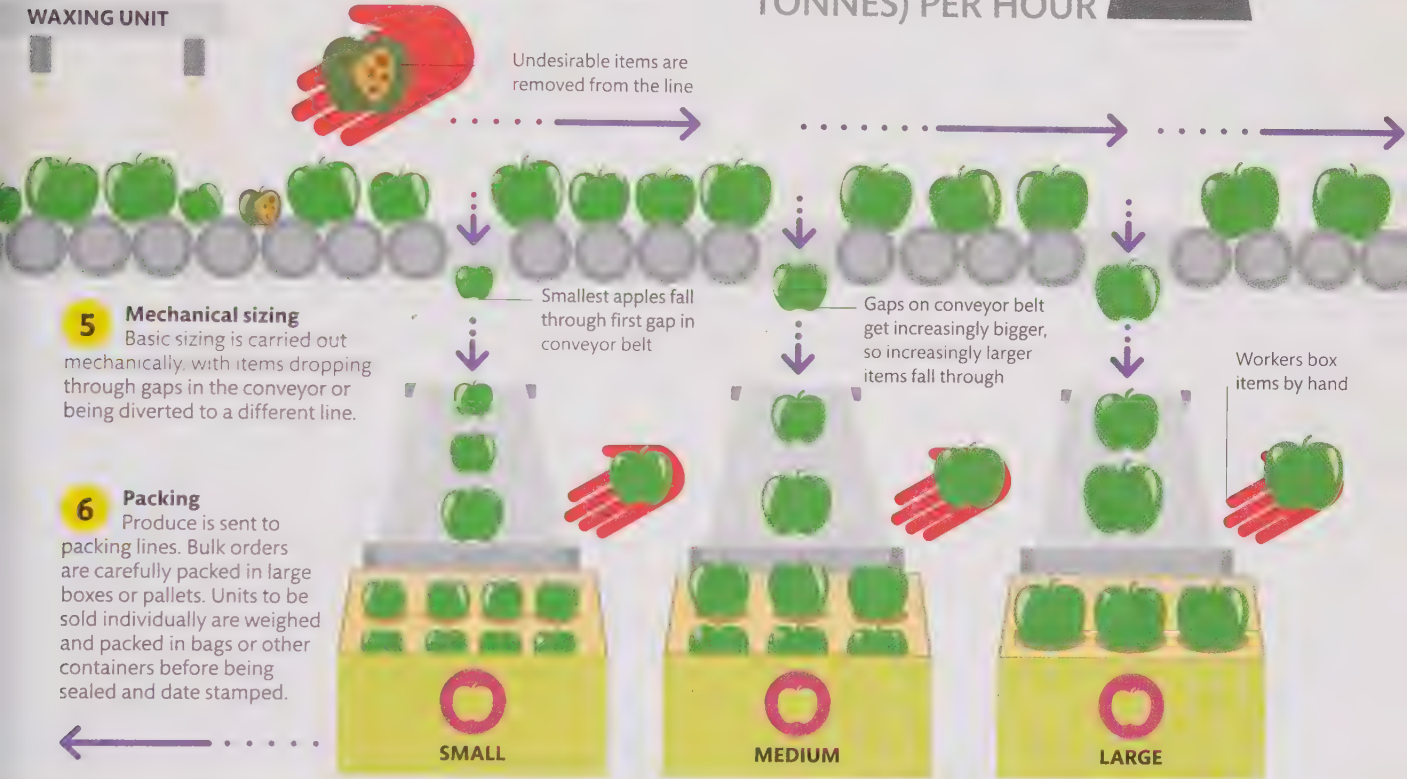 WAXING UNIT
TONNES) PER HOUR
Undesirable items are
removed from the line
5
Mechanical sizing
Basic sizing is carried out
mechanically, with items dropping
through gaps in the conveyor or
being diverted to a different line.
Smallest apples fall
through first gap in
conveyor belt
Gaps on conveyor belt
get increasingly bigger,
so increasingly larger
items fall through
Workers box
items by hand
6
Packing
Produce is sent to
packing lines. Bulk orders
are carefully packed in large
boxes or pallets. Units to be
sold individually are weighed
and packed in bags or other
containers before being
sealed and date stamped.
SMALL
MEDIUM
LARGE